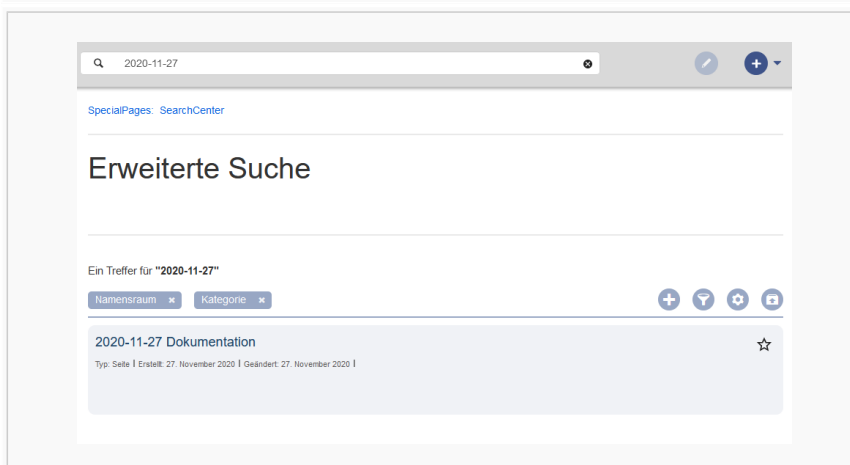 2020-11-27
SpecialPages: SearchCenter
Erweiterte Suche
Ein Treffer für "2020-11-27"
Namensraum × Kategorie ×
2020-11-27 Dokumentation
Typ: Seite | Erstellt: 27. November 2020 | Geändert: 27. November 2020 |